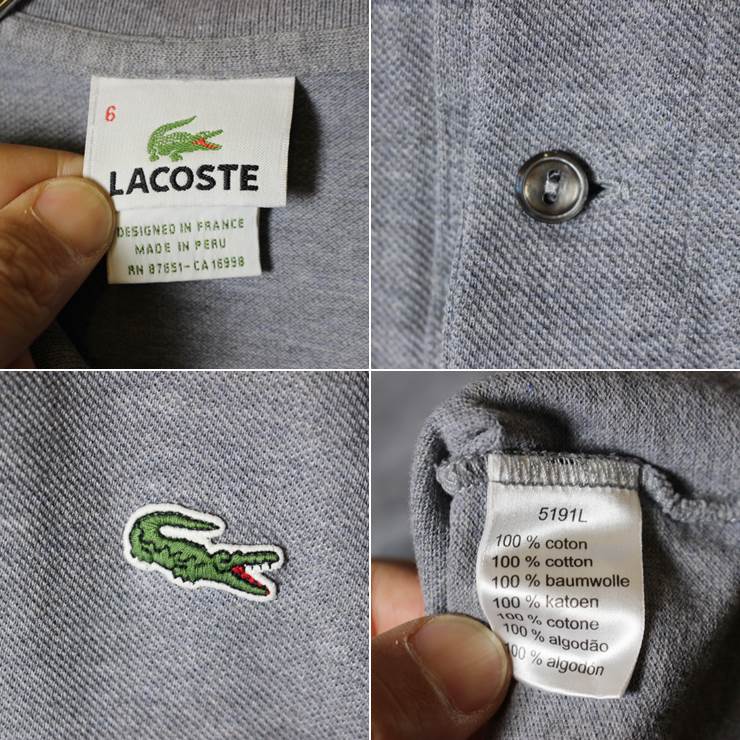 6
LACOSTE
DESIGNED IN FRANCE
MADE IN PERU
RN 87651-CA16998
5191L
100 % coton
100 % cotton
100 % baumwolle
100 % katoen
100 % cotone
100 % algodão
100 % algodón